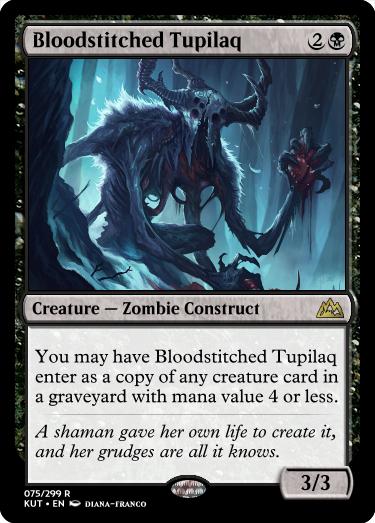 Bloodstitched Tupilaq 2
Creature — Zombie Construct
You may have Bloodstitched Tupilaq
enter as a copy of any creature card in
a graveyard with mana value 4 or less.
A shaman gave her own life to create it,
and her grudges are all it knows.
3/3
075/299 R
KUT • EN DIANA-FRANCO